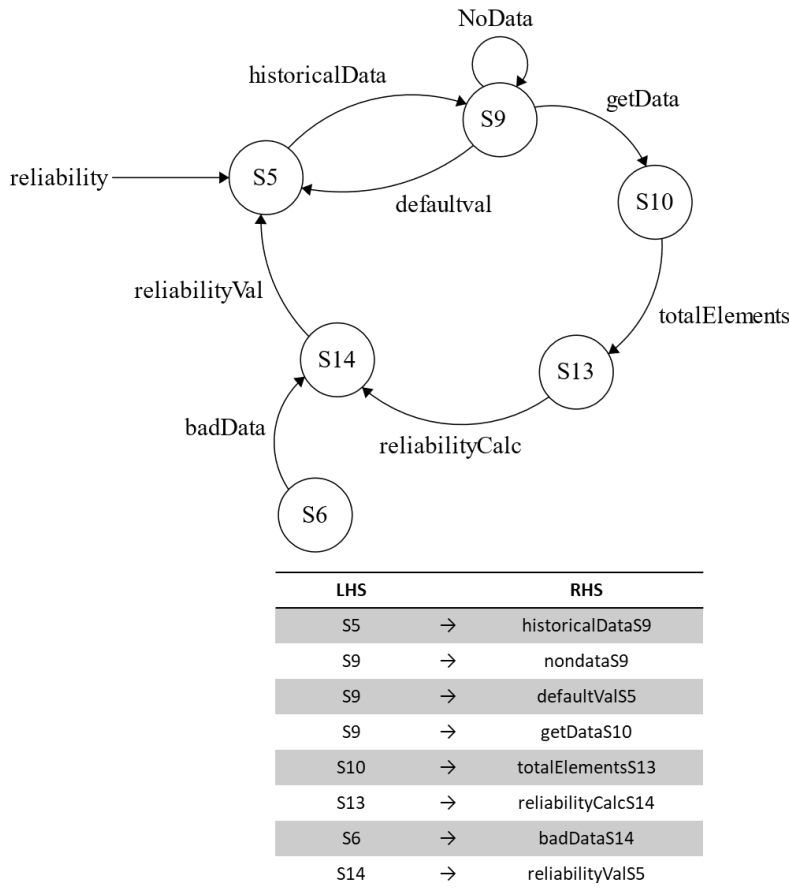 NoData
historicalData
getData
S9
reliability
S5
defaultval
S10
reliabilityVal
totalElements
S14
S13
badData
reliabilityCalc
S6
LHS RHS
S5 → historicalDataS9
S9 → nondataS9
S9 → defaultValS5
S9 → getDataS10
S10 → totalElementsS13
S13 → reliabilityCalcS14
S6 → badDataS14
S14 → reliabilityValS5